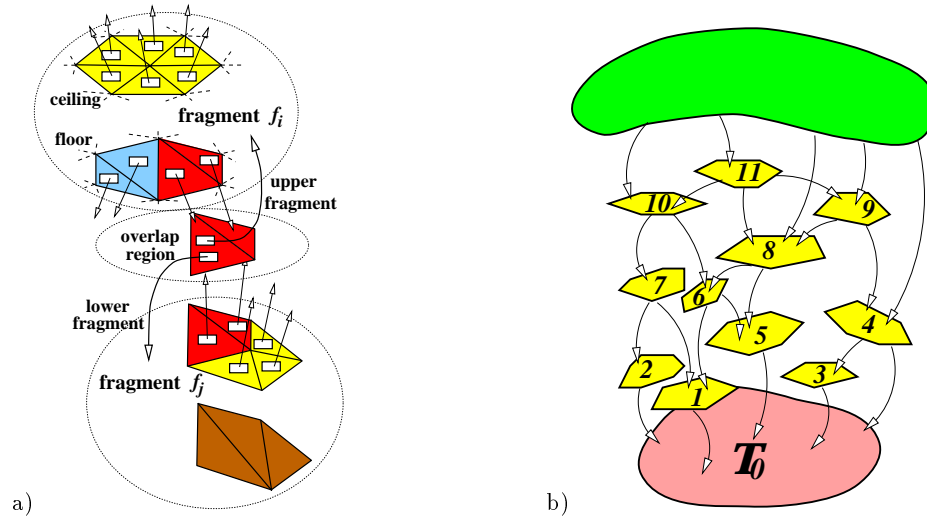 ceiling
fragment fi
floor
upper
fragment
overlap
region
lower
fragment
fragment fj
a)
11
10
9
8
7
6
5
4
2
3
1
T0
b)